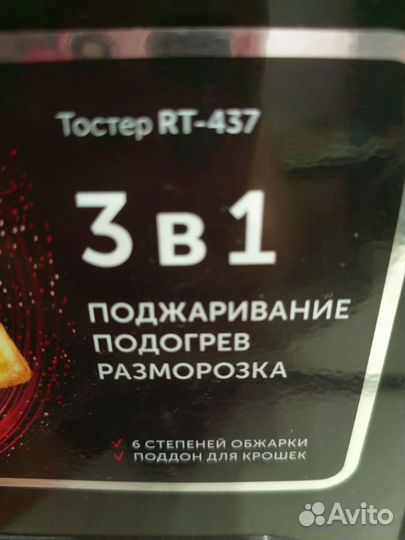 Тостер RT-437
3 в 1
ПОДЖАРИВАНИЕ
ПОДОГРЕВ
РАЗМОРОЗКА
✓ 6 СТЕПЕНЕЙ ОБЖАРКИ
✓ ПОДДОН ДЛЯ КРОШЕК
Avito